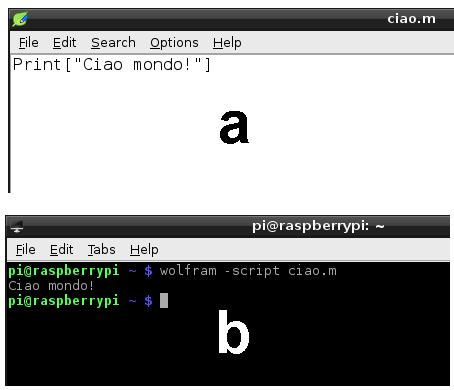 ciao.m
File Edit Search Options Help
Print["Ciao mondo!"]
a
pi@raspberrypi: ~
File Edit Tabs Help
pi@raspberrypi ~ $ wolfram -script ciao.m
Ciao mondo!
pi@raspberrypi ~ $
b